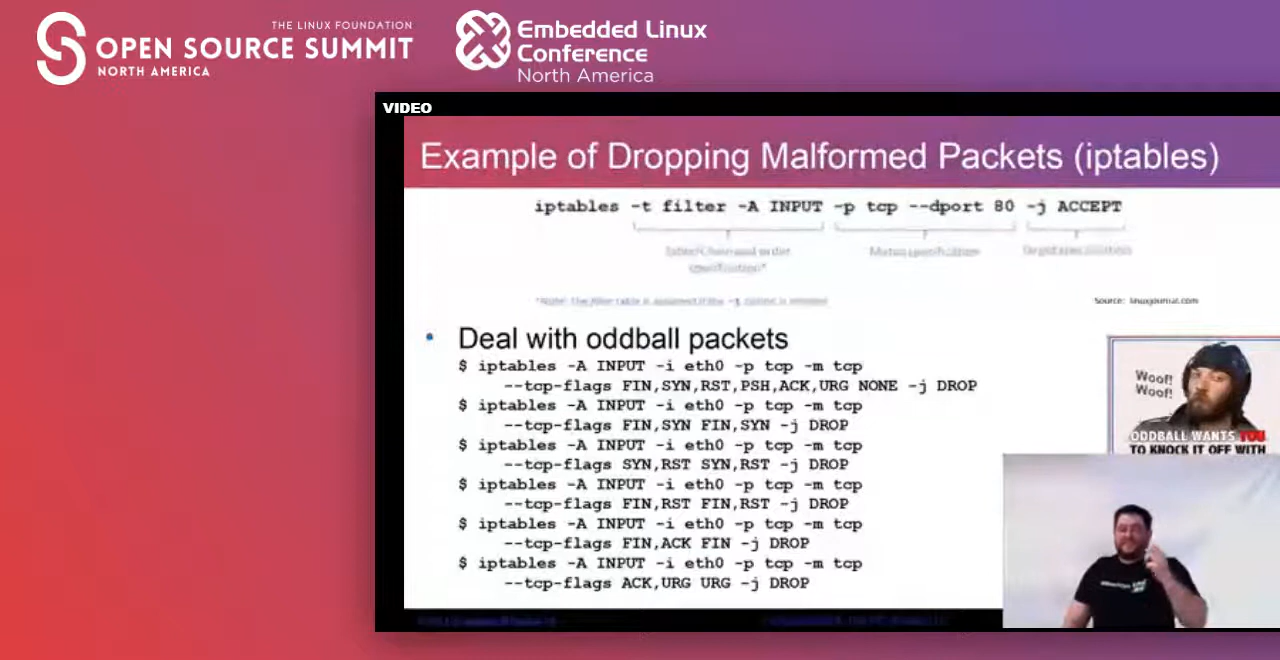 THE LINUX FOUNDATION
OPEN SOURCE SUMMIT
NORTH AMERICA
Embedded Linux
Conference
North America
VIDEO
Example of Dropping Malformed Packets (iptables)
iptables -t filter -A INPUT -p tcp --dport 80 -j ACCEPT
Match specification
Source: linuxjournal.com
• Deal with oddball packets
$ iptables -A INPUT -i eth0 -p tcp -m tcp
--tcp-flags FIN,SYN,RST,PSH,ACK,URG NONE -j DROP
$ iptables -A INPUT -i eth0 -p tcp -m tcp
--tcp-flags FIN,SYN FIN,SYN -j DROP
$ iptables -A INPUT -i eth0 -p tcp -m tcp
--tcp-flags SYN,RST SYN,RST -j DROP
$ iptables -A INPUT -i eth0 -p tcp -m tcp
--tcp-flags FIN,RST FIN,RST -j DROP
$ iptables -A INPUT -i eth0 -p tcp -m tcp
--tcp-flags FIN,ACK FIN -j DROP
$ iptables -A INPUT -i eth0 -p tcp -m tcp
--tcp-flags ACK,URG URG -j DROP
Woof!
Woof!
ODDBALL WANTS YOU
TO KNOCK IT OFF WITH